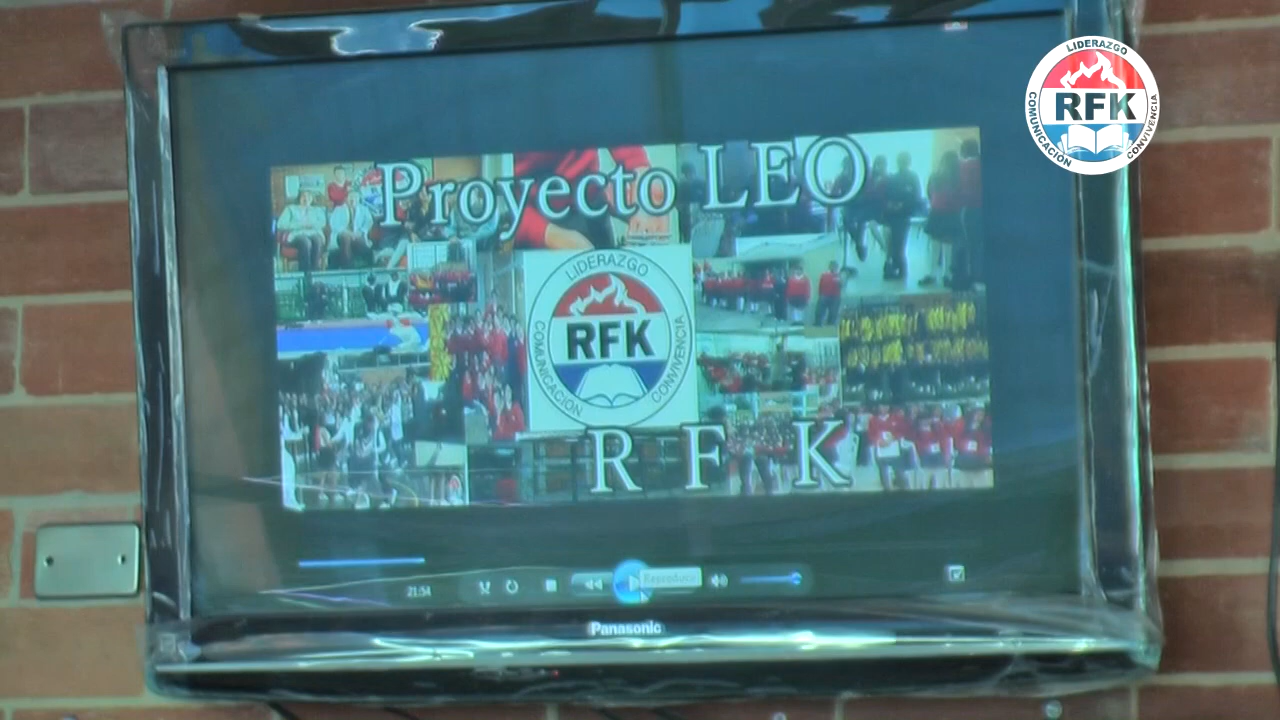 Proyecto LEO
LIDERAZGO
RFK
COMUNICACIÓN
CONVIVENCIA
R F K
21:54
Reproducir
Panasonic
LIDERAZGO
RFK
COMUNICACIÓN
CONVIVENCIA